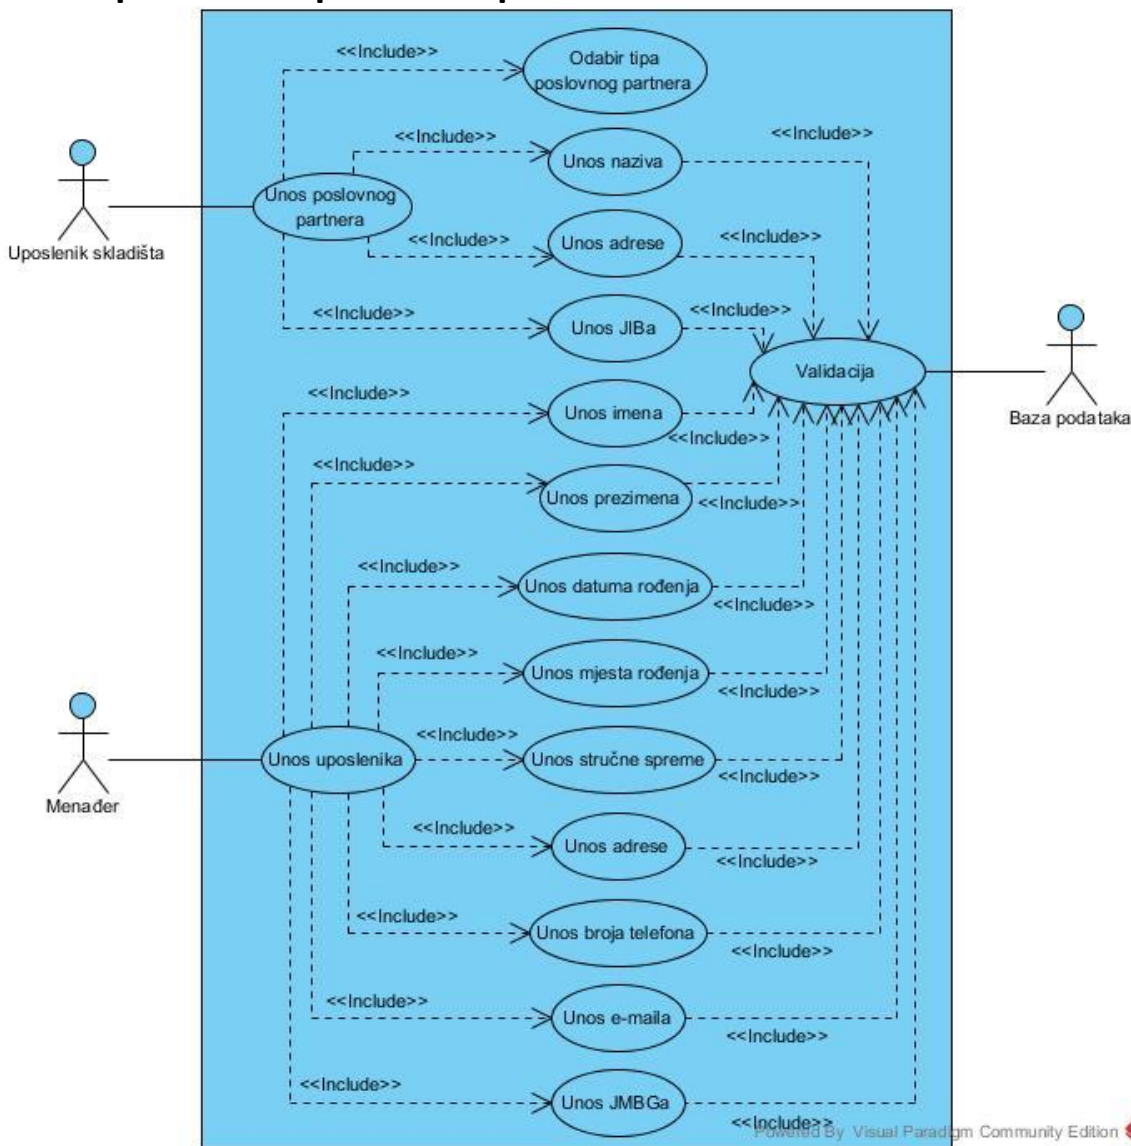 <<Include>>
Odabir tipa
poslovnog partnera
<<Include>>
<<Include>>
Unos naziva
Unos poslovnog
partnera
Uposlenik skladišta
Unos adrese
<<Include>>
<<Include>>
<<Include>>
Unos JIBa
<<Include>>
Validacija
Baza podataka
<<Include>>
Unos imena
<<Include>>
<<Include>>
Unos prezimena
<<Include>>
<<Include>>
Unos datuma rođenja
<<Include>>
<<Include>>
Unos mjesta rođenja
<<Include>>
Menađer
Unos uposlenika
<<Include>>
Unos stručne spreme
<<Include>>
<<Include>>
Unos adrese
<<Include>>
<<Include>>
Unos broja telefona
<<Include>>
<<Include>>
Unos e-maila
<<Include>>
<<Include>>
Unos JMBGa
<<Include>>
Powered By Visual Paradigm Community Edition